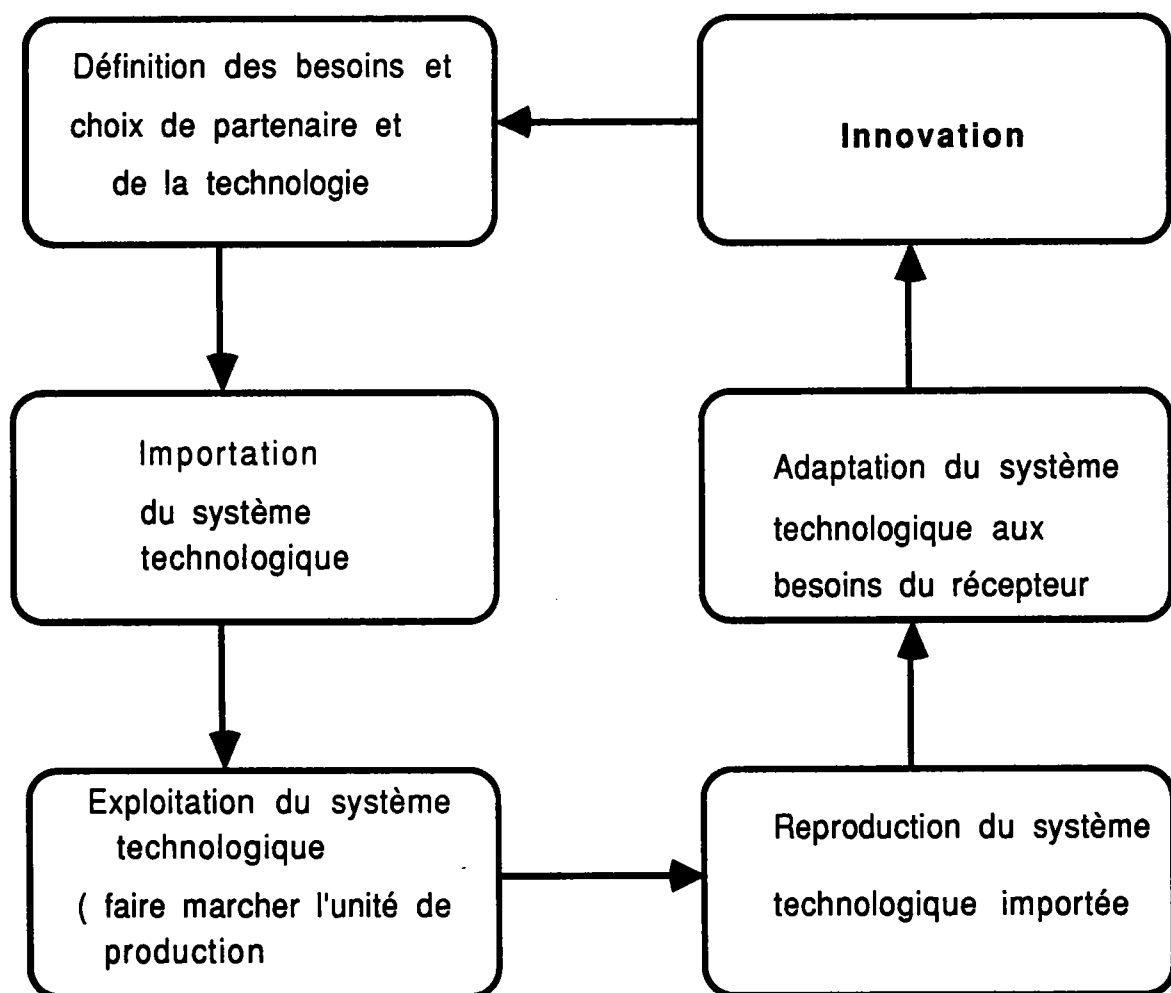 Définition des besoins et
choix de partenaire et
de la technologie
Innovation
Importation
du système
technologique
Adaptation du système
technologique aux
besoins du récepteur
Exploitation du système
technologique
( faire marcher l'unité de
production
Reproduction du système
technologique importée